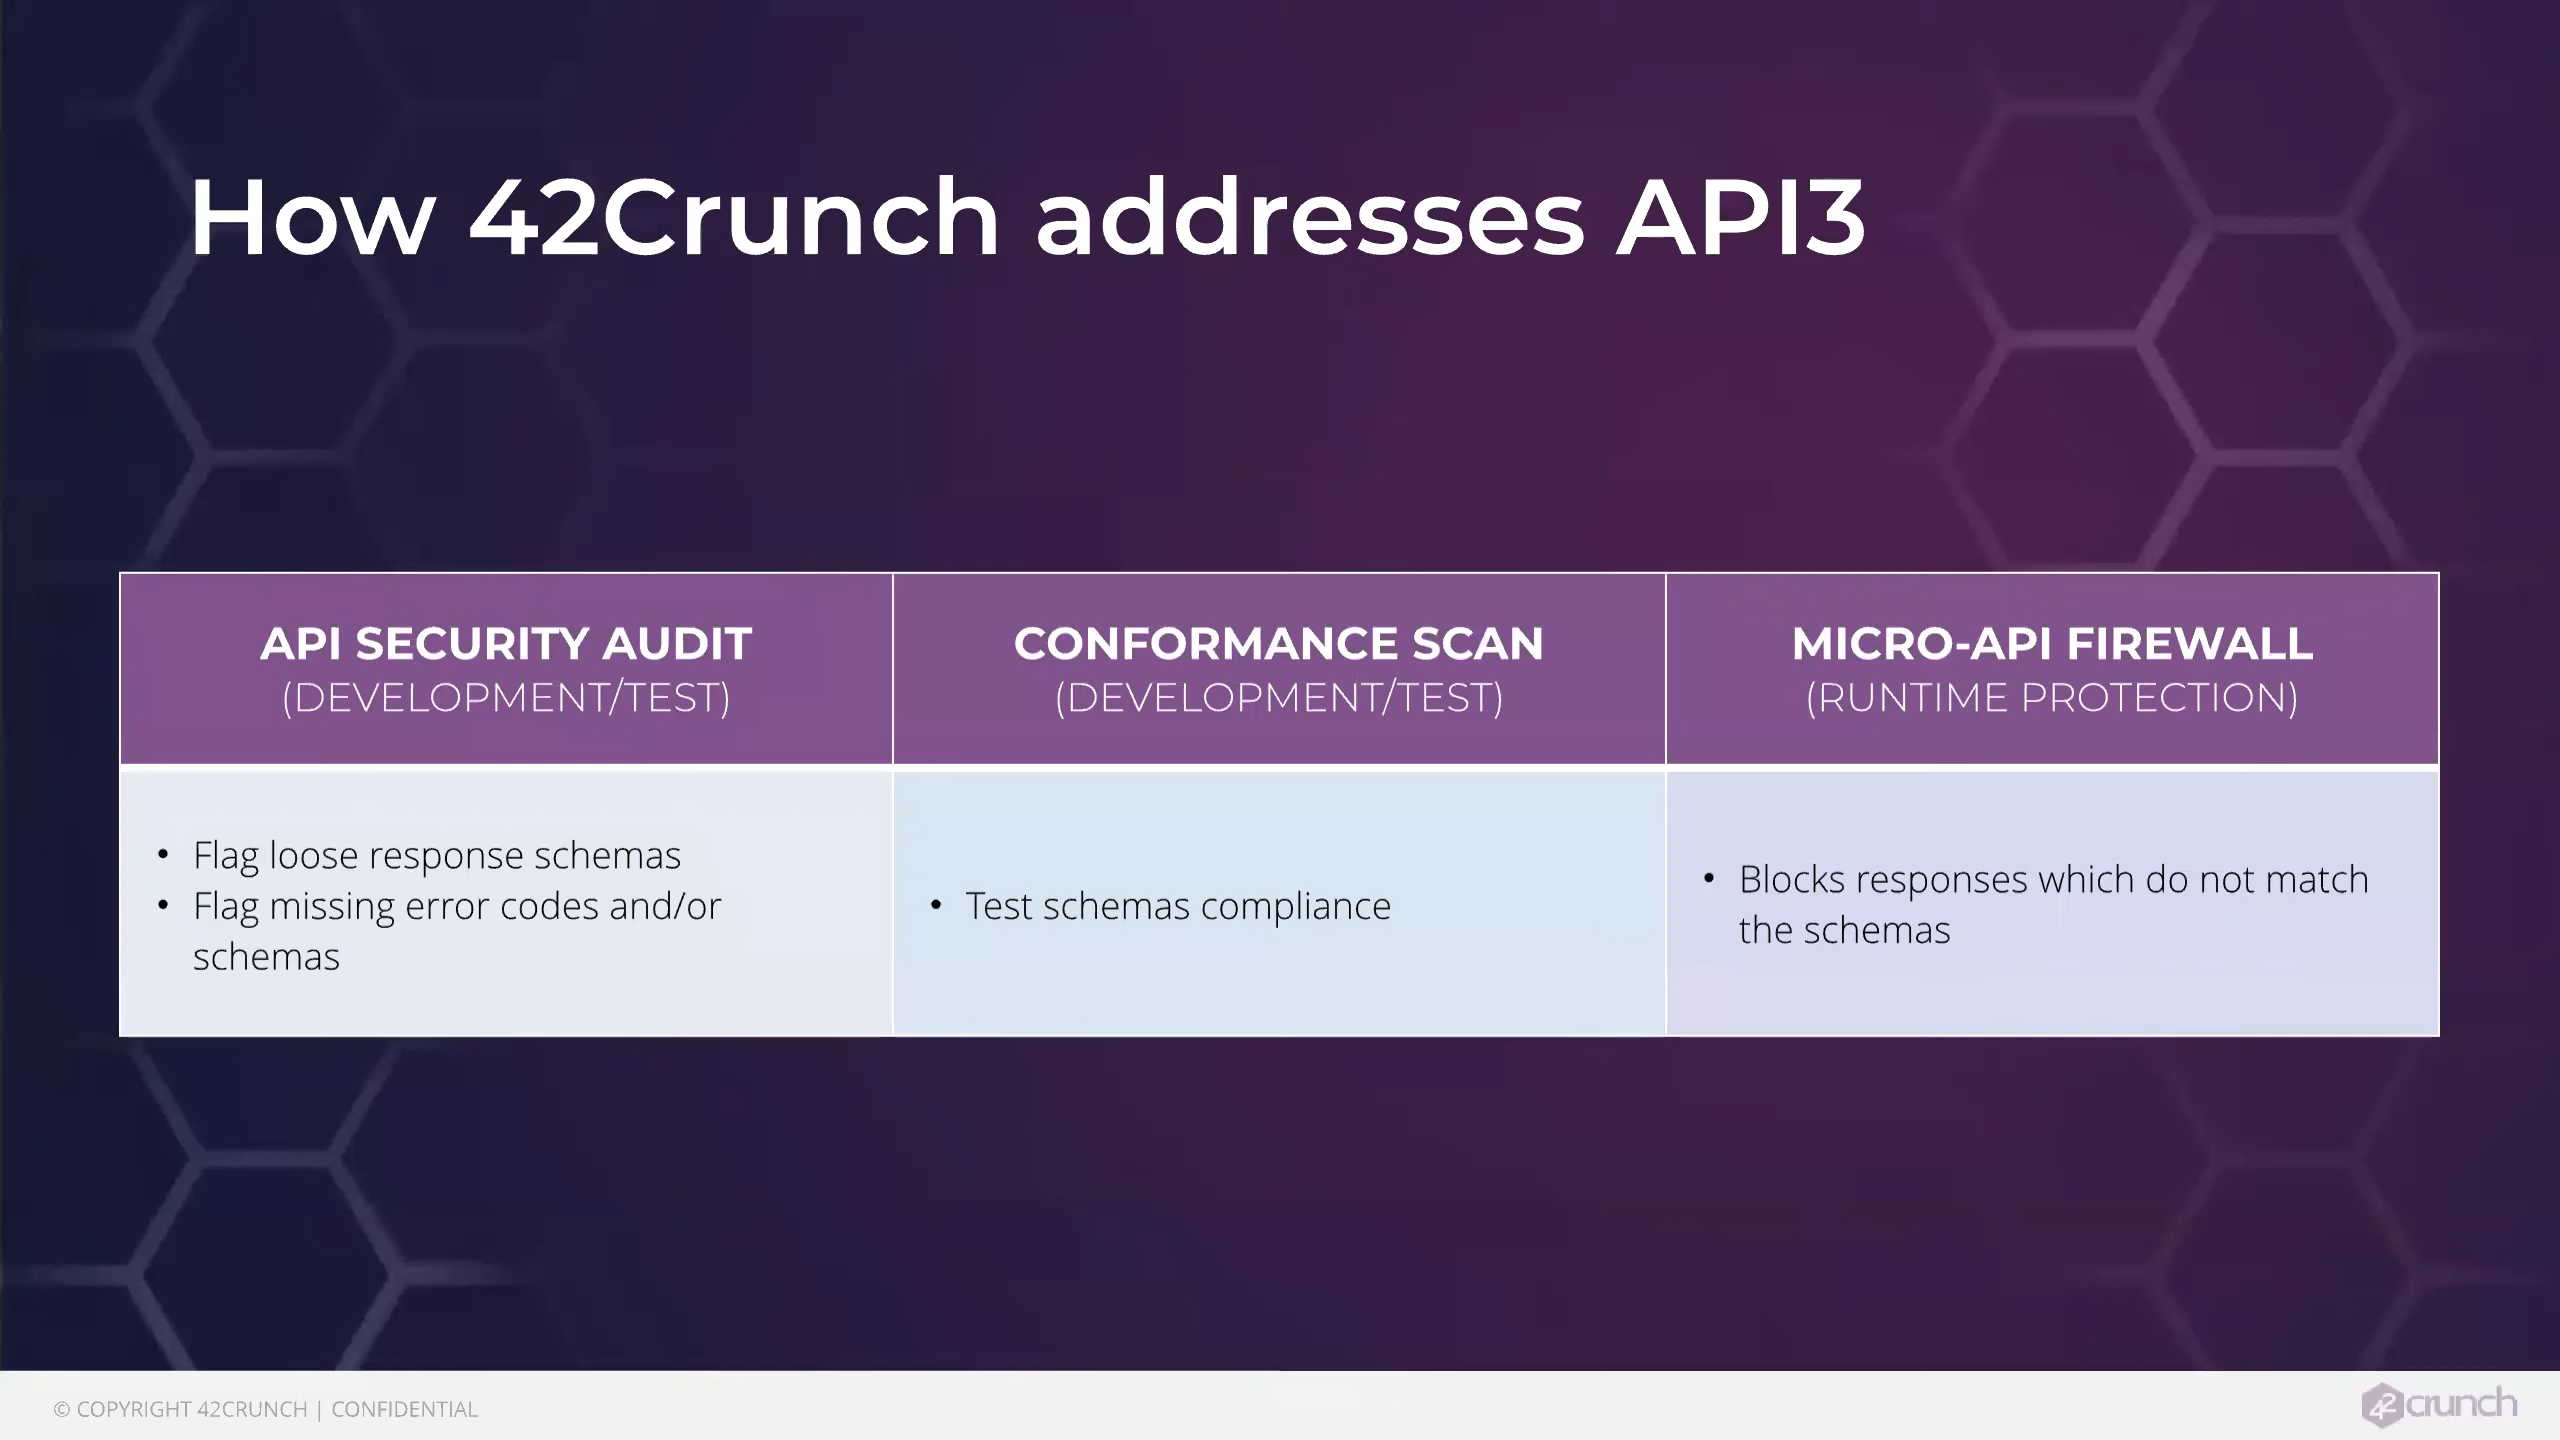 How 42Crunch addresses API3
API SECURITY AUDIT
(DEVELOPMENT/TEST)
CONFORMANCE SCAN
(DEVELOPMENT/TEST)
MICRO-API FIREWALL
(RUNTIME PROTECTION)
• Flag loose response schemas
• Flag missing error codes and/or
schemas
• Test schemas compliance
• Blocks responses which do not match
the schemas
© COPYRIGHT 42CRUNCH | CONFIDENTIAL
42crunch